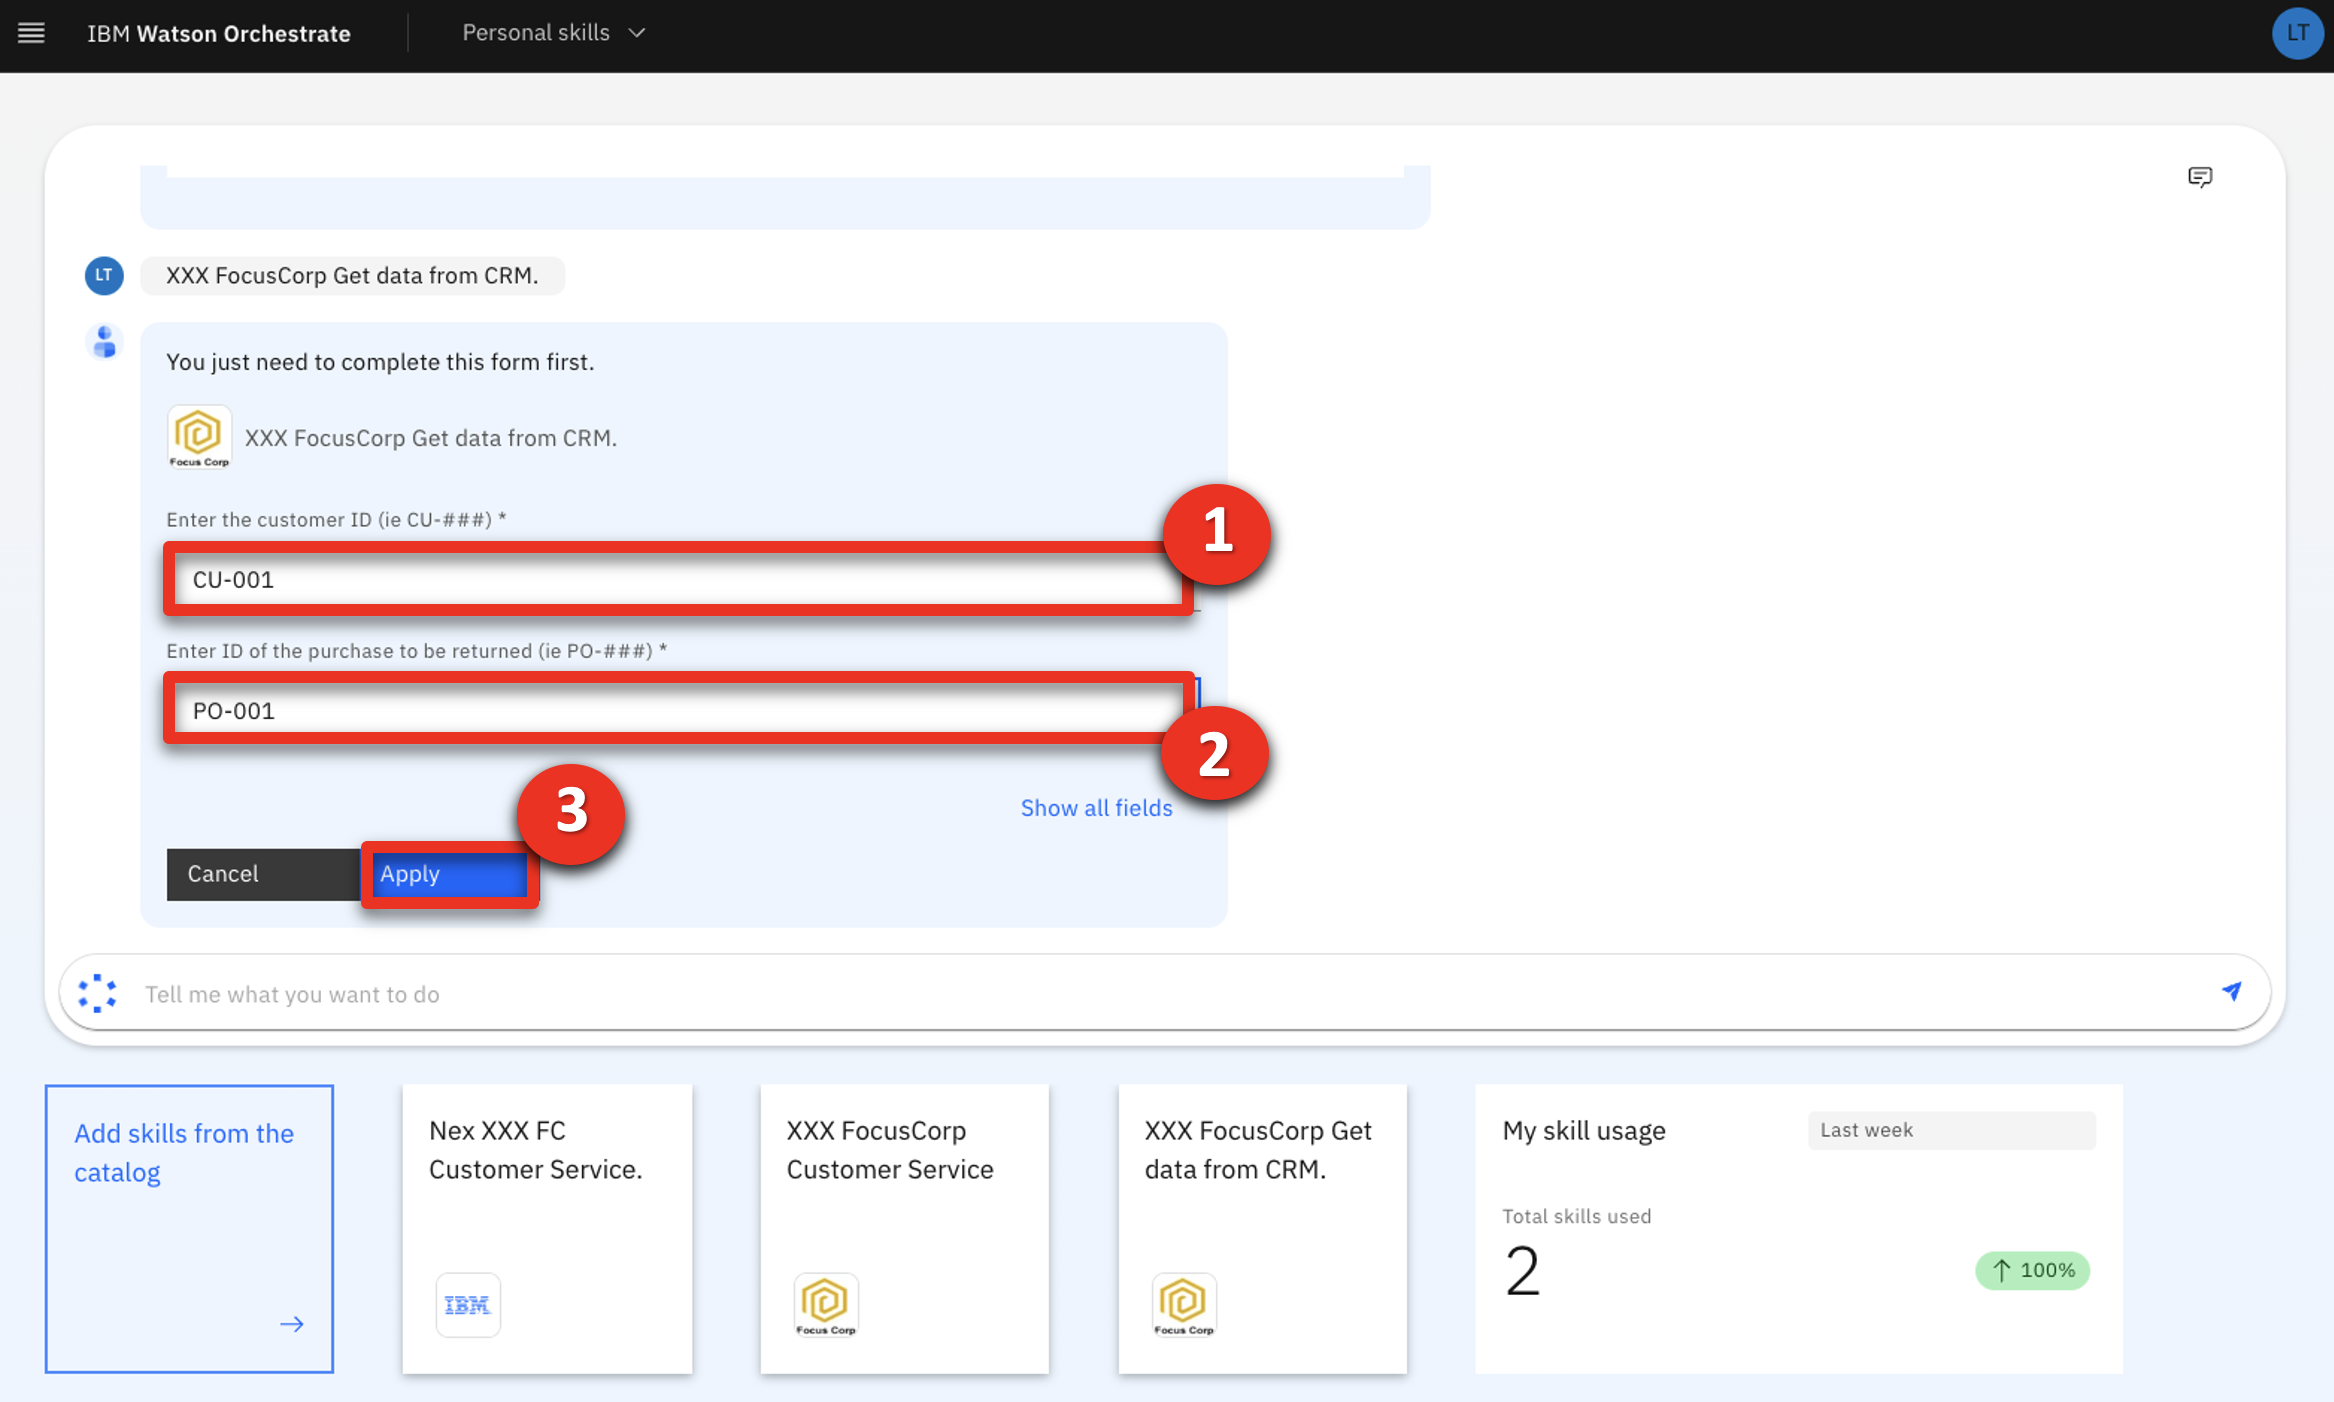 IBM Watson Orchestrate
Personal skills
LT
LT
XXX FocusCorp Get data from CRM.
You just need to complete this form first.
Focus Corp
XXX FocusCorp Get data from CRM.
Enter the customer ID (ie CU-###) *
1
CU-001
Enter ID of the purchase to be returned (ie PO-###) *
PO-001
2
Show all fields
3
Cancel
Apply
Tell me what you want to do
Add skills from the
catalog
Nex XXX FC
Customer Service.
IBM
XXX FocusCorp
Customer Service
Focus Corp
XXX FocusCorp Get
data from CRM.
Focus Corp
My skill usage
Last week
Total skills used
2
100%